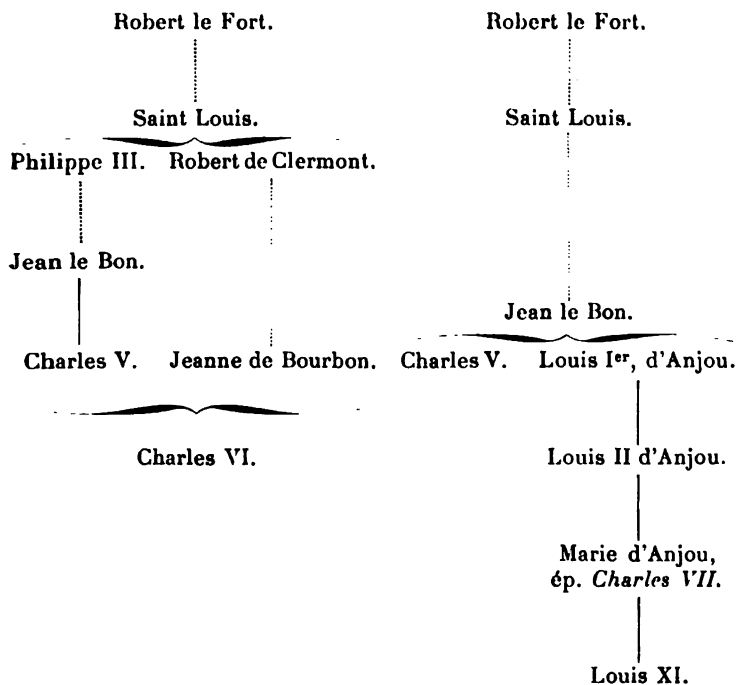 Robert le Fort.
Saint Louis.
Philippe III. Robert de Clermont.
Jean le Bon.
Charles V. Jeanne de Bourbon.
Charles VI.
Robert le Fort.
Saint Louis.
Jean le Bon.
Charles V. Louis Ier, d'Anjou.
Louis II d'Anjou.
Marie d'Anjou,
ép. Charles VII.
Louis XI.